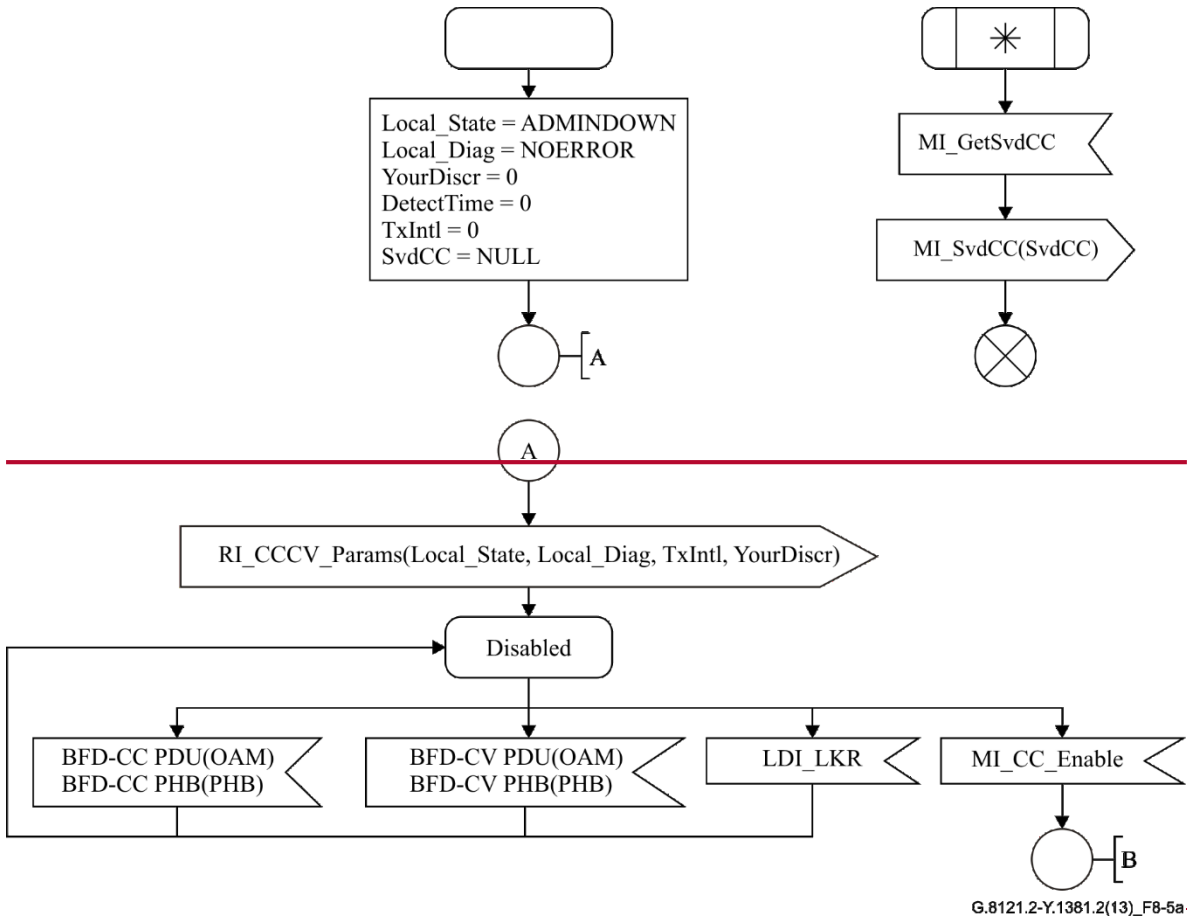 Local_State = ADMINDOWN
Local_Diag = NOERROR
YourDiscr = 0
DetectTime = 0
TxIntl = 0
SvdCC = NULL
A
MI_GetSvdCC
MI_SvdCC(SvdCC)
A
RI_CCCV_Params(Local_State, Local_Diag, TxIntl, YourDiscr)
Disabled
BFD-CC PDU(OAM)
BFD-CC PHB(PHB)
BFD-CV PDU(OAM)
BFD-CV PHB(PHB)
LDI_LKR
MI_CC_Enable
B
G.8121.2-Y.1381.2(13)_F8-5a